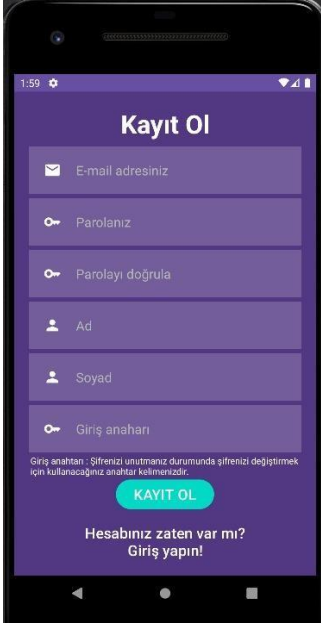 1:59
Kayıt Ol
E-mail adresiniz
Parolanız
Parolayı doğrula
Ad
Soyad
Giriş anaharı
Giriş anahtarı : Şifrenizi unutmanız durumunda şifrenizi değiştirmek
için kullanacağınız anahtar kelimenizdir.
KAYIT OL
Hesabınız zaten var mı?
Giriş yapın!